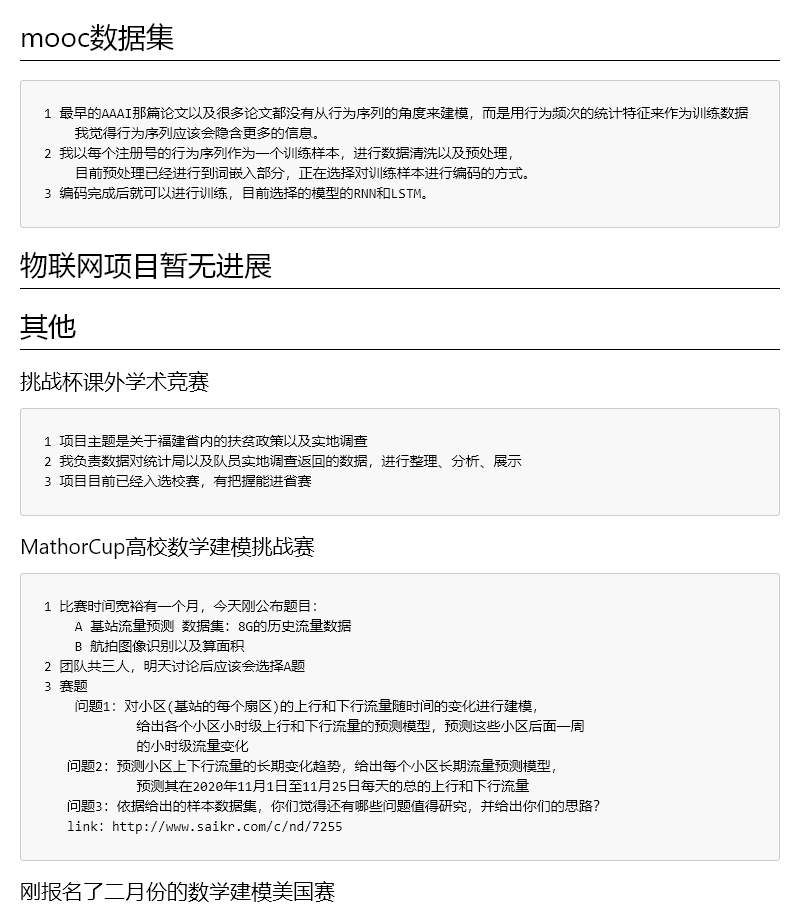 mooc数据集
1 最早的AAAI那篇论文以及很多论文都没有从行为序列的角度来建模，而是用行为频次的统计特征来作为训练数据
我觉得行为序列应该会隐含更多的信息。
2 我以每个注册号的行为序列作为一个训练样本，进行数据清洗以及预处理，
目前预处理已经进行到词嵌入部分，正在选择对训练样本进行编码的方式。
3 编码完成后就可以进行训练，目前选择的模型的RNN和LSTM。
物联网项目暂无进展
其他
挑战杯课外学术竞赛
1 项目主题是关于福建省内的扶贫政策以及实地调查
2 我负责数据对统计局以及队员实地调查返回的数据，进行整理、分析、展示
3 项目目前已经入选校赛，有把握能进省赛
MathorCup高校数学建模挑战赛
1 比赛时间宽裕有一个月，今天刚公布题目：
A 基站流量预测 数据集：8G的历史流量数据
B 航拍图像识别以及算面积
2 团队共三人，明天讨论后应该会选择A题
3 赛题
问题1：对小区(基站的每个扇区)的上行和下行流量随时间的变化进行建模，
给出各个小区小时级上行和下行流量的预测模型，预测这些小区后面一周
的小时级流量变化
问题2：预测小区上下行流量的长期变化趋势，给出每个小区长期流量预测模型，
预测其在2020年11月1日至11月25日每天的总的上行和下行流量
问题3：依据给出的样本数据集，你们觉得还有哪些问题值得研究，并给出你们的思路？
link：http://www.saikr.com/c/nd/7255
刚报名了二月份的数学建模美国赛